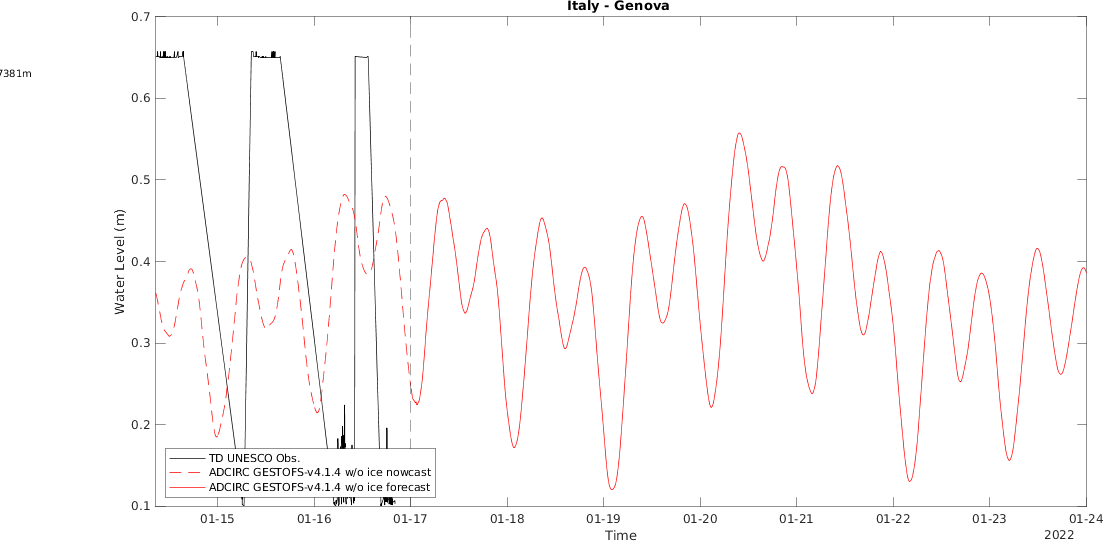 Italy - Genova
7381m
0.7
0.6
0.5
0.4
0.3
0.2
0.1
Water Level (m)
TD UNESCO Obs.
ADCIRC GESTOFS-v4.1.4 w/o ice nowcast
ADCIRC GESTOFS-v4.1.4 w/o ice forecast
01-15 01-16 01-17 01-18 01-19 01-20 01-21 01-22 01-23 01-24
Time
2022